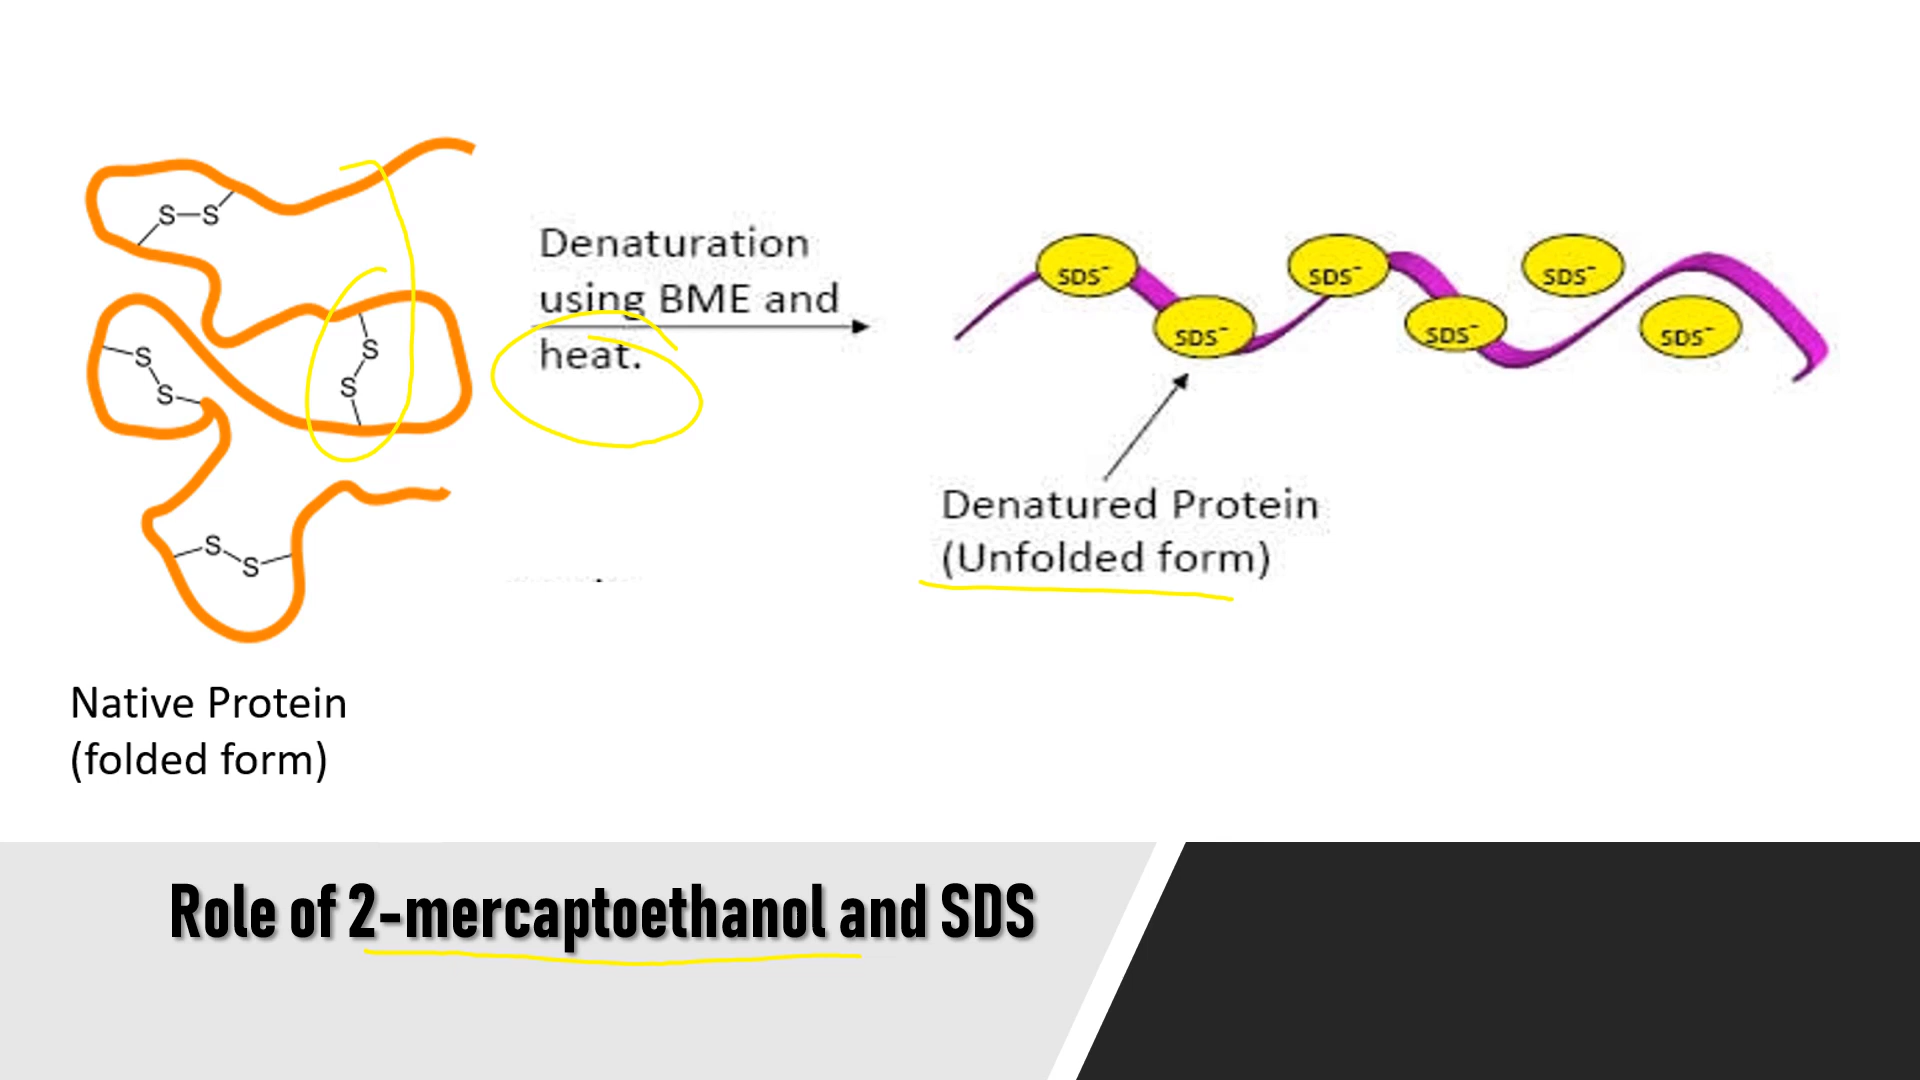 S—S
Denaturation
using BME and
heat.
S
S
S
S
SDS⁻
SDS⁻
SDS⁻
SDS⁻
SDS⁻
SDS⁻
Denatured Protein
(Unfolded form)
S
S
Native Protein
(folded form)
Role of 2-mercaptoethanol and SDS